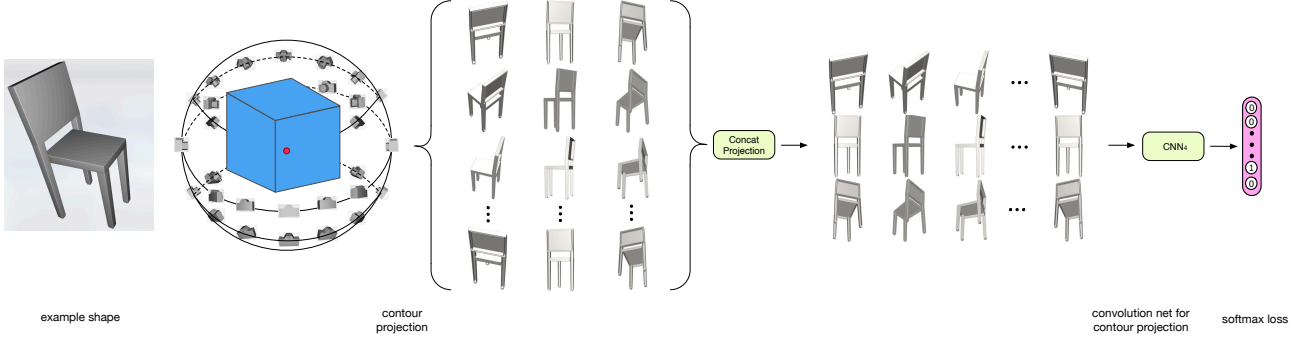 Concat
Projection
CNN₄
0
0
1
0
example shape
contour
projection
convolution net for
contour projection
softmax loss